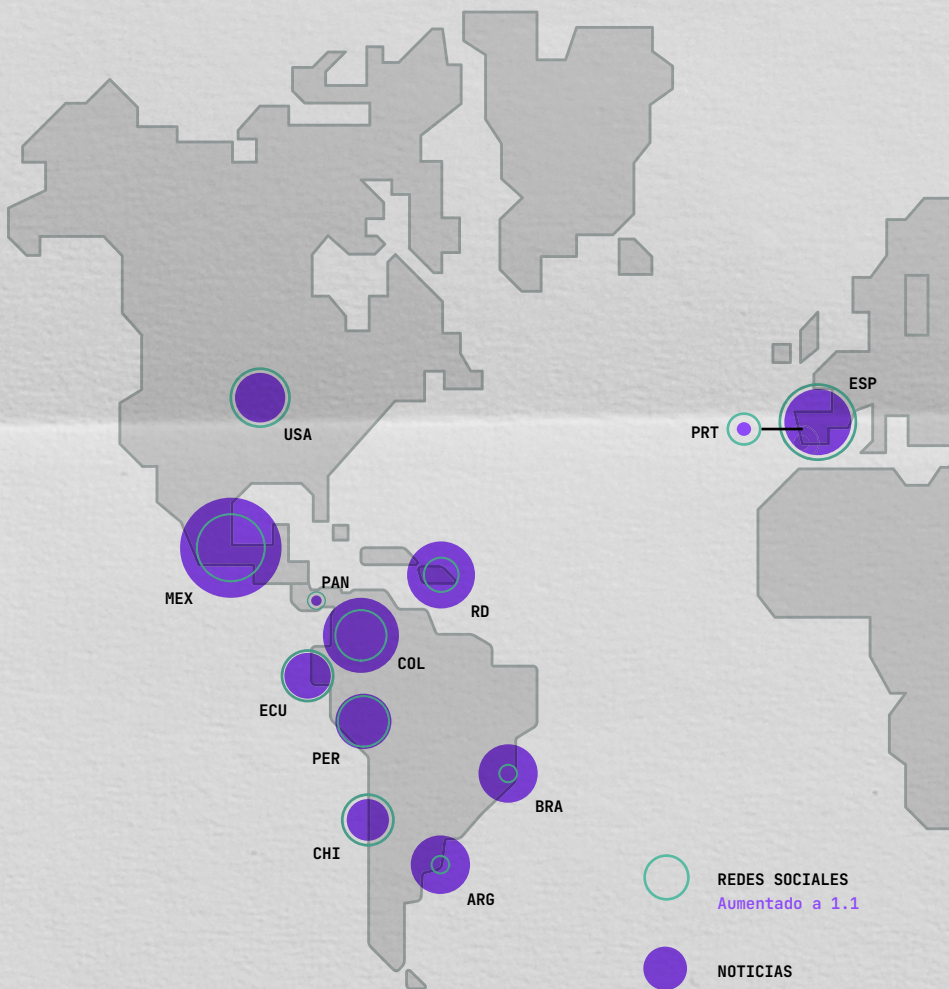 ESP
PRT
USA
PAN
MEX
RD
COL
ECU
PER
BRA
CHI
ARG
REDES SOCIALES
Aumentado a 1.1
NOTICIAS